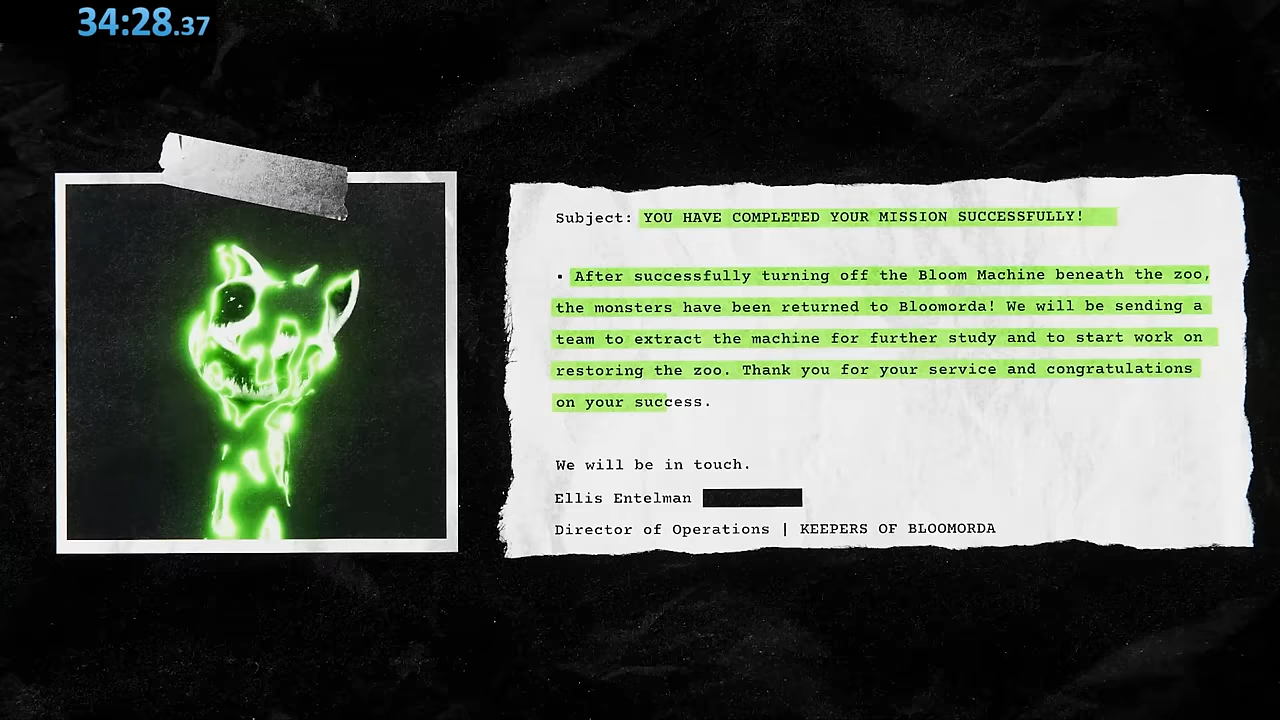 34:28.37
Subject: YOU HAVE COMPLETED YOUR MISSION SUCCESSFULLY!
▪ After successfully turning off the Bloom Machine beneath the zoo,
the monsters have been returned to Bloomorda! We will be sending a
team to extract the machine for further study and to start work on
restoring the zoo. Thank you for your service and congratulations
on your success.
We will be in touch.
Ellis Entelman
Director of Operations | KEEPERS OF BLOOMORDA